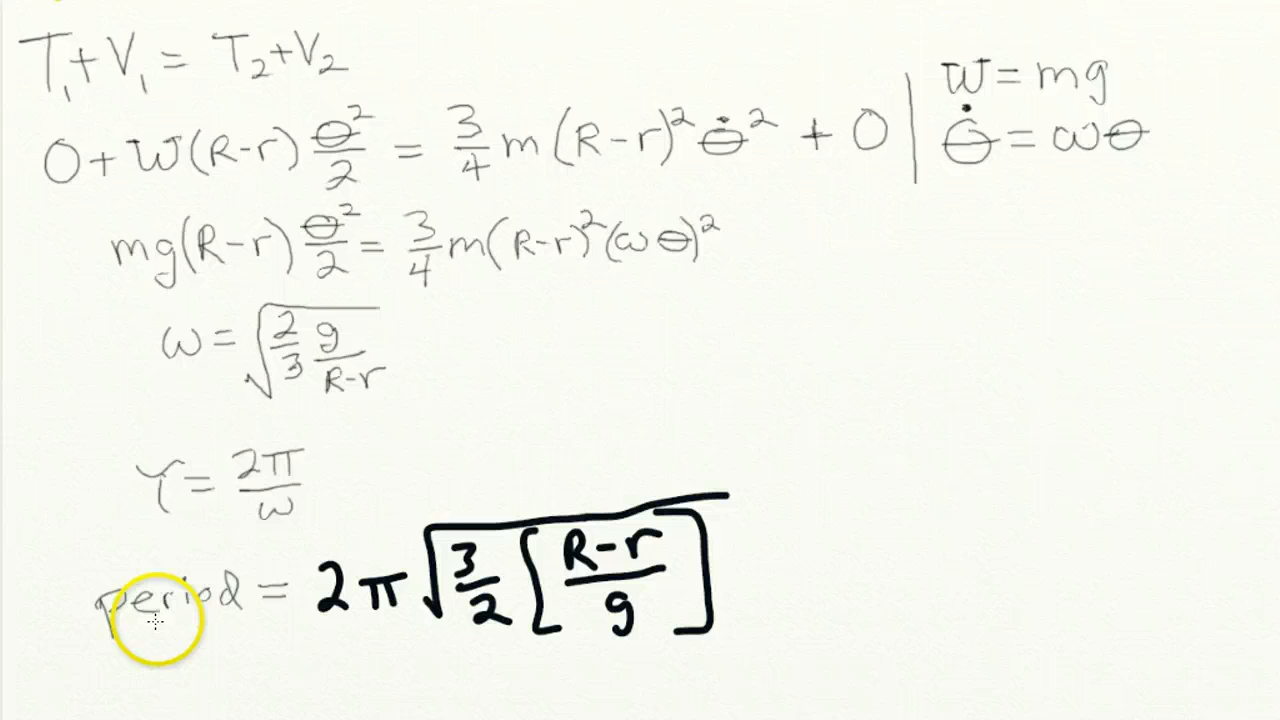 T₁+V₁ = T₂+V₂
W = mg
0 + W(R-r) θ²/2 = 3/4 m(R-r)² θ̇² + 0
θ̇ = ωθ
mg(R-r) θ²/2 = 3/4 m(R-r)²(ωθ)²
ω = √(2/3 g/(R-r))
τ = 2π/ω
period = 2π √(3/2 [(R-r)/g])